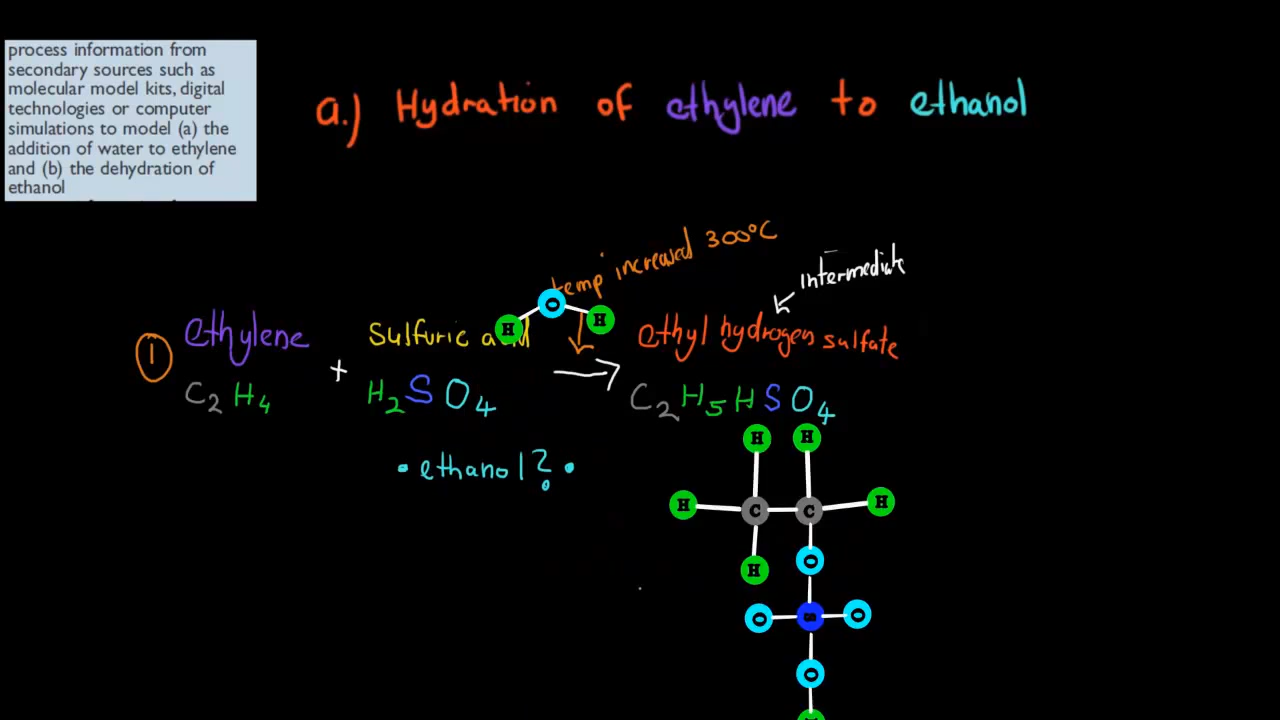 process information from
secondary sources such as
molecular model kits, digital
technologies or computer
simulations to model (a) the
addition of water to ethylene
and (b) the dehydration of
ethanol
a.) Hydration of ethylene to ethanol
temp increased 300°C
Intermediate
O
H H
1 ethylene + Sulfuric acid ethyl hydrogen sulfate
C2H4 H2SO4 C2H5HSO4
• ethanol? •
H H
H C C H
H O
O O
O